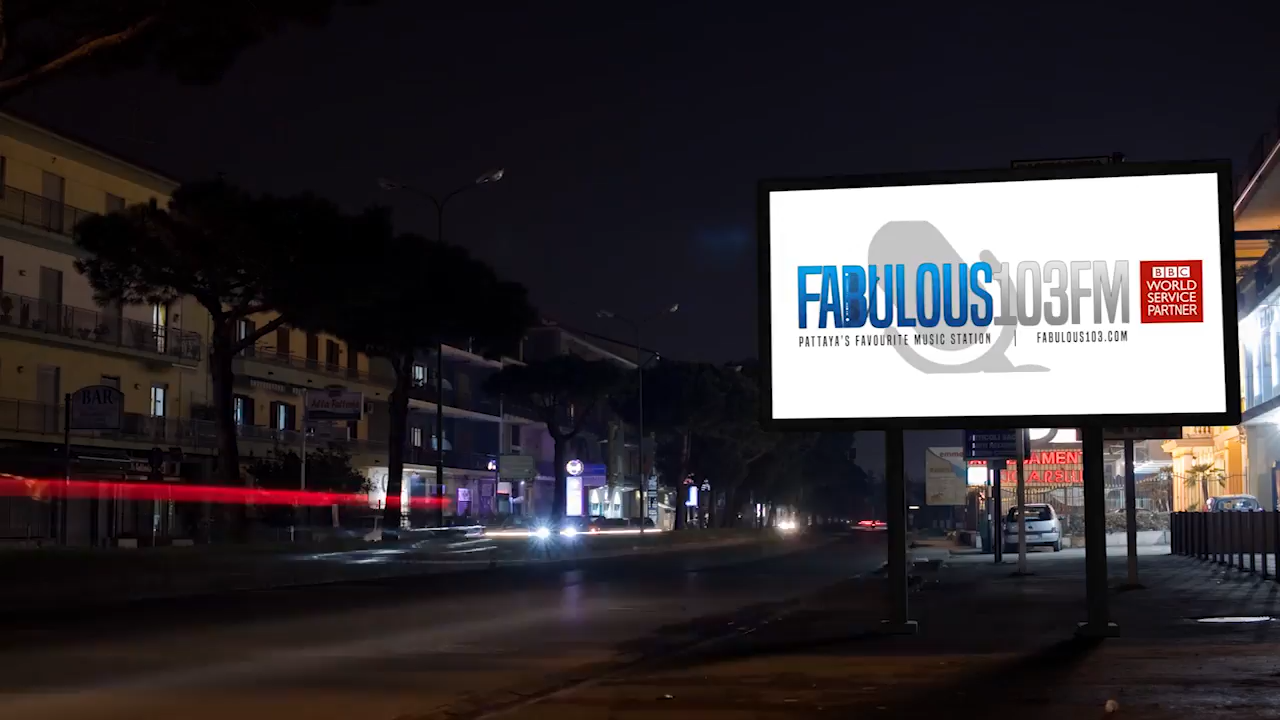 FABULOUS103FM
PATTAYA'S FAVOURITE MUSIC STATION | FABULOUS103.COM
BBC
WORLD
SERVICE
PARTNER
BAR